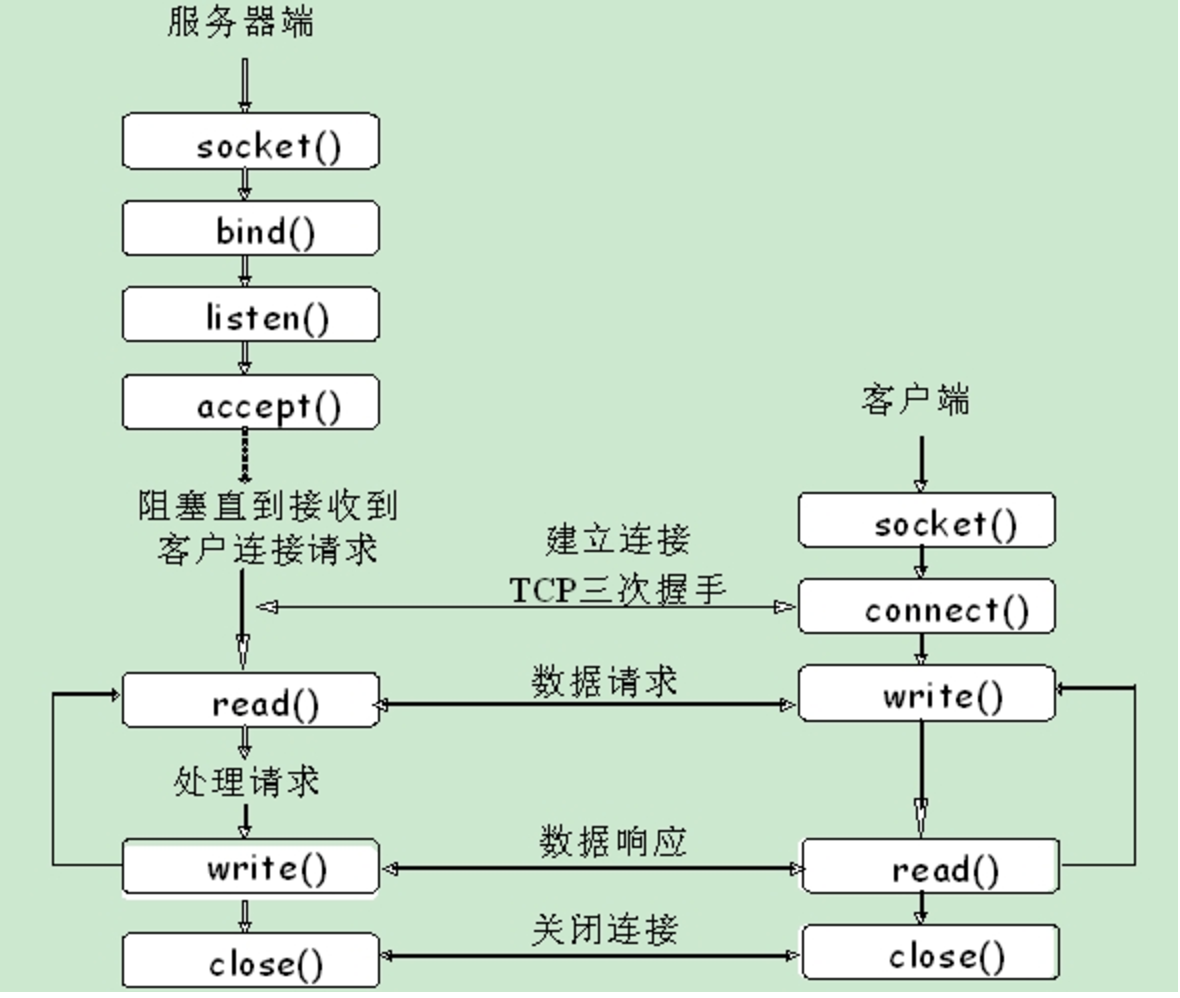 服务器端
socket()
bind()
listen()
accept()
阻塞直到接收到
客户连接请求
read()
处理请求
write()
close()
建立连接
TCP三次握手
数据请求
数据响应
关闭连接
客户端
socket()
connect()
write()
read()
close()